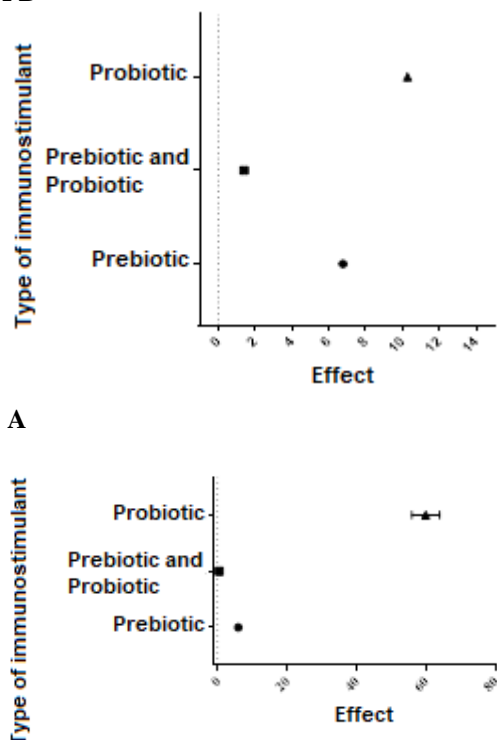 Type of immunostimulant
Probiotic
Prebiotic and
Probiotic
Prebiotic
0 2 4 6 8 10 12 14
Effect
A
Type of immunostimulant
Probiotic
Prebiotic and
Probiotic
Prebiotic
0 20 40 60 80
Effect